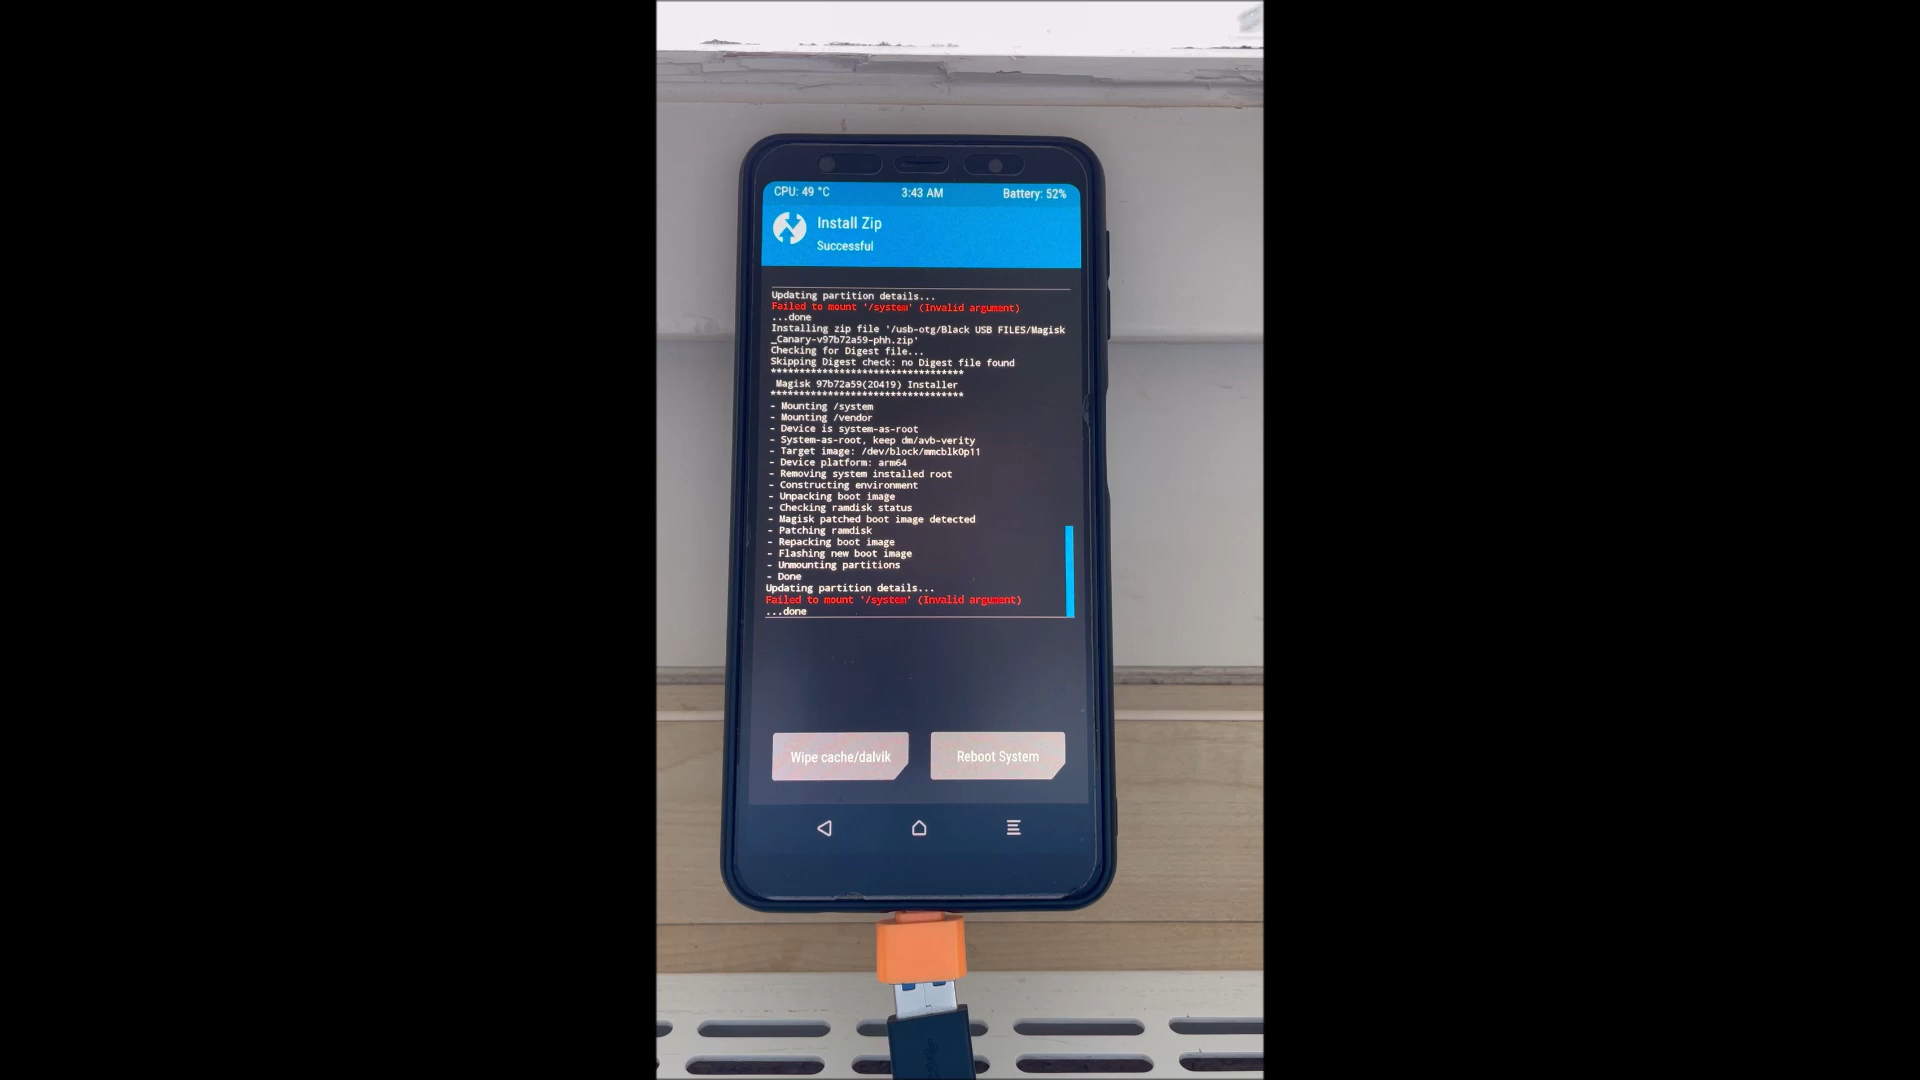 CPU: 49 °C 3:43 AM Battery: 52%
Install Zip
Successful
Updating partition details...
Failed to mount '/system' (Invalid argument)
...done
Installing zip file '/usb-otg/Black USB FILES/Magisk
_Canary-v97b72a59-phh.zip'
Checking for Digest file...
Skipping Digest check: no Digest file found
*********************************
Magisk 97b72a59(20419) Installer
*********************************
- Mounting /system
- Mounting /vendor
- Device is system-as-root
- System-as-root, keep dm/avb-verity
- Target image: /dev/block/mmcblk0p11
- Device platform: arm64
- Removing system installed root
- Constructing environment
- Unpacking boot image
- Checking ramdisk status
- Magisk patched boot image detected
- Patching ramdisk
- Repacking boot image
- Flashing new boot image
- Unmounting partitions
- Done
Updating partition details...
Failed to mount '/system' (Invalid argument)
...done
Wipe cache/dalvik
Reboot System